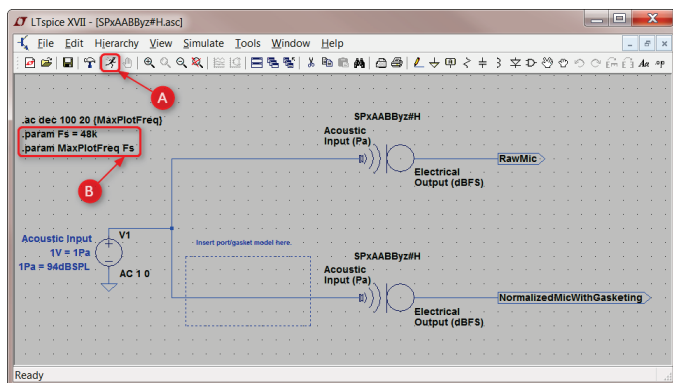 LTspice XVII - [SPxAABByz#H.asc]
File Edit Hierarchy View Simulate Tools Window Help
A
.ac dec 100 20 {MaxPlotFreq}
.param Fs = 48k
.param MaxPlotFreq Fs
B
SPxAABByz#H
Acoustic
Input (Pa)
RawMic
Electrical
Output (dBFS)
Acoustic Input
1V = 1Pa
1Pa = 94dBSPL
V1
AC 1 0
Insert port/gasket model here.
SPxAABByz#H
Acoustic
Input (Pa)
NormalizedMicWithGasketing
Electrical
Output (dBFS)
Ready